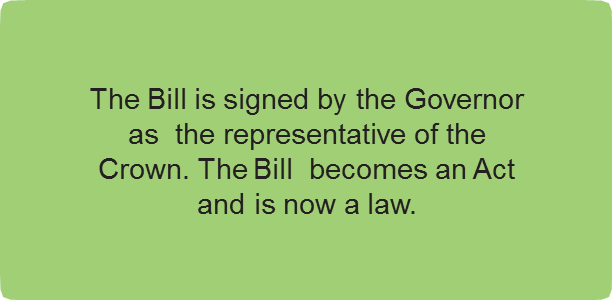 The Bill is signed by the Governor
as the representative of the
Crown. The Bill becomes an Act
and is now a law.